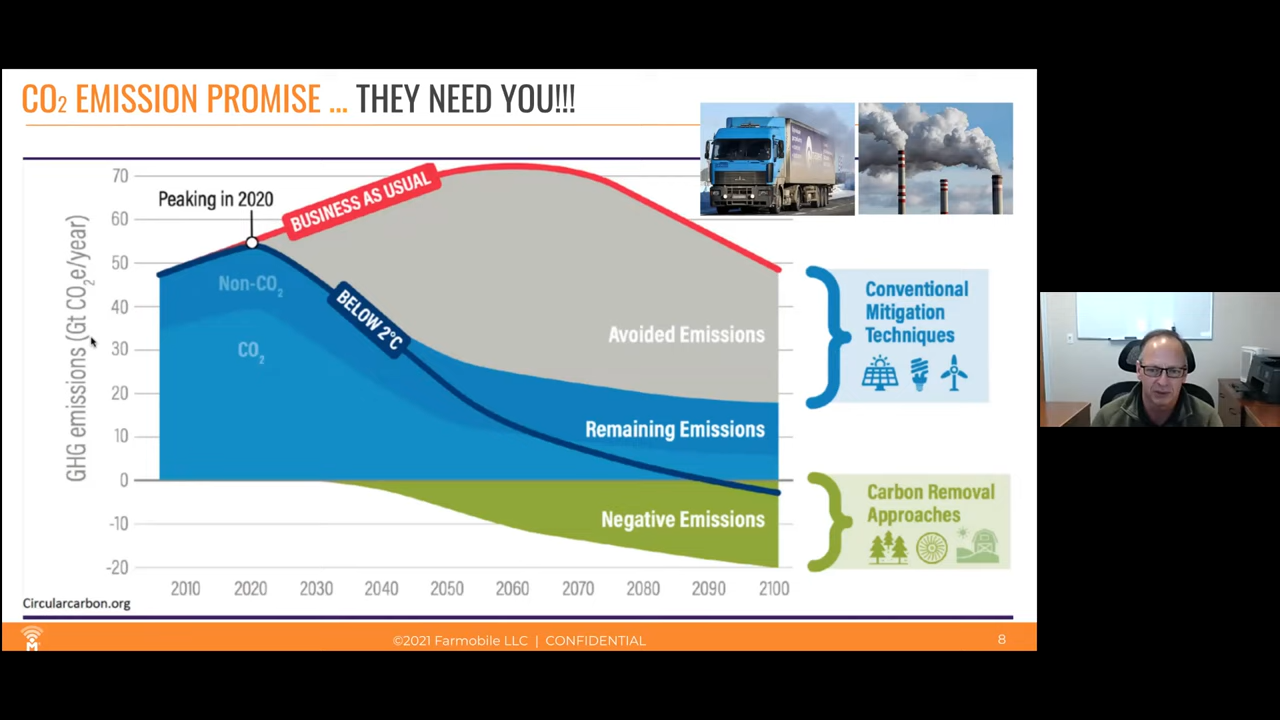 CO₂ EMISSION PROMISE ... THEY NEED YOU!!!
Peaking in 2020
BUSINESS AS USUAL
BELOW 2°C
GHG emissions (Gt CO₂e/year)
70
60
50
40
30
20
10
0
-10
-20
Non-CO₂
CO₂
Avoided Emissions
Remaining Emissions
Negative Emissions
2010 2020 2030 2040 2050 2060 2070 2080 2090 2100
Conventional
Mitigation
Techniques
Carbon Removal
Approaches
Circularcarbon.org
©2021 Farmobile LLC | CONFIDENTIAL
8